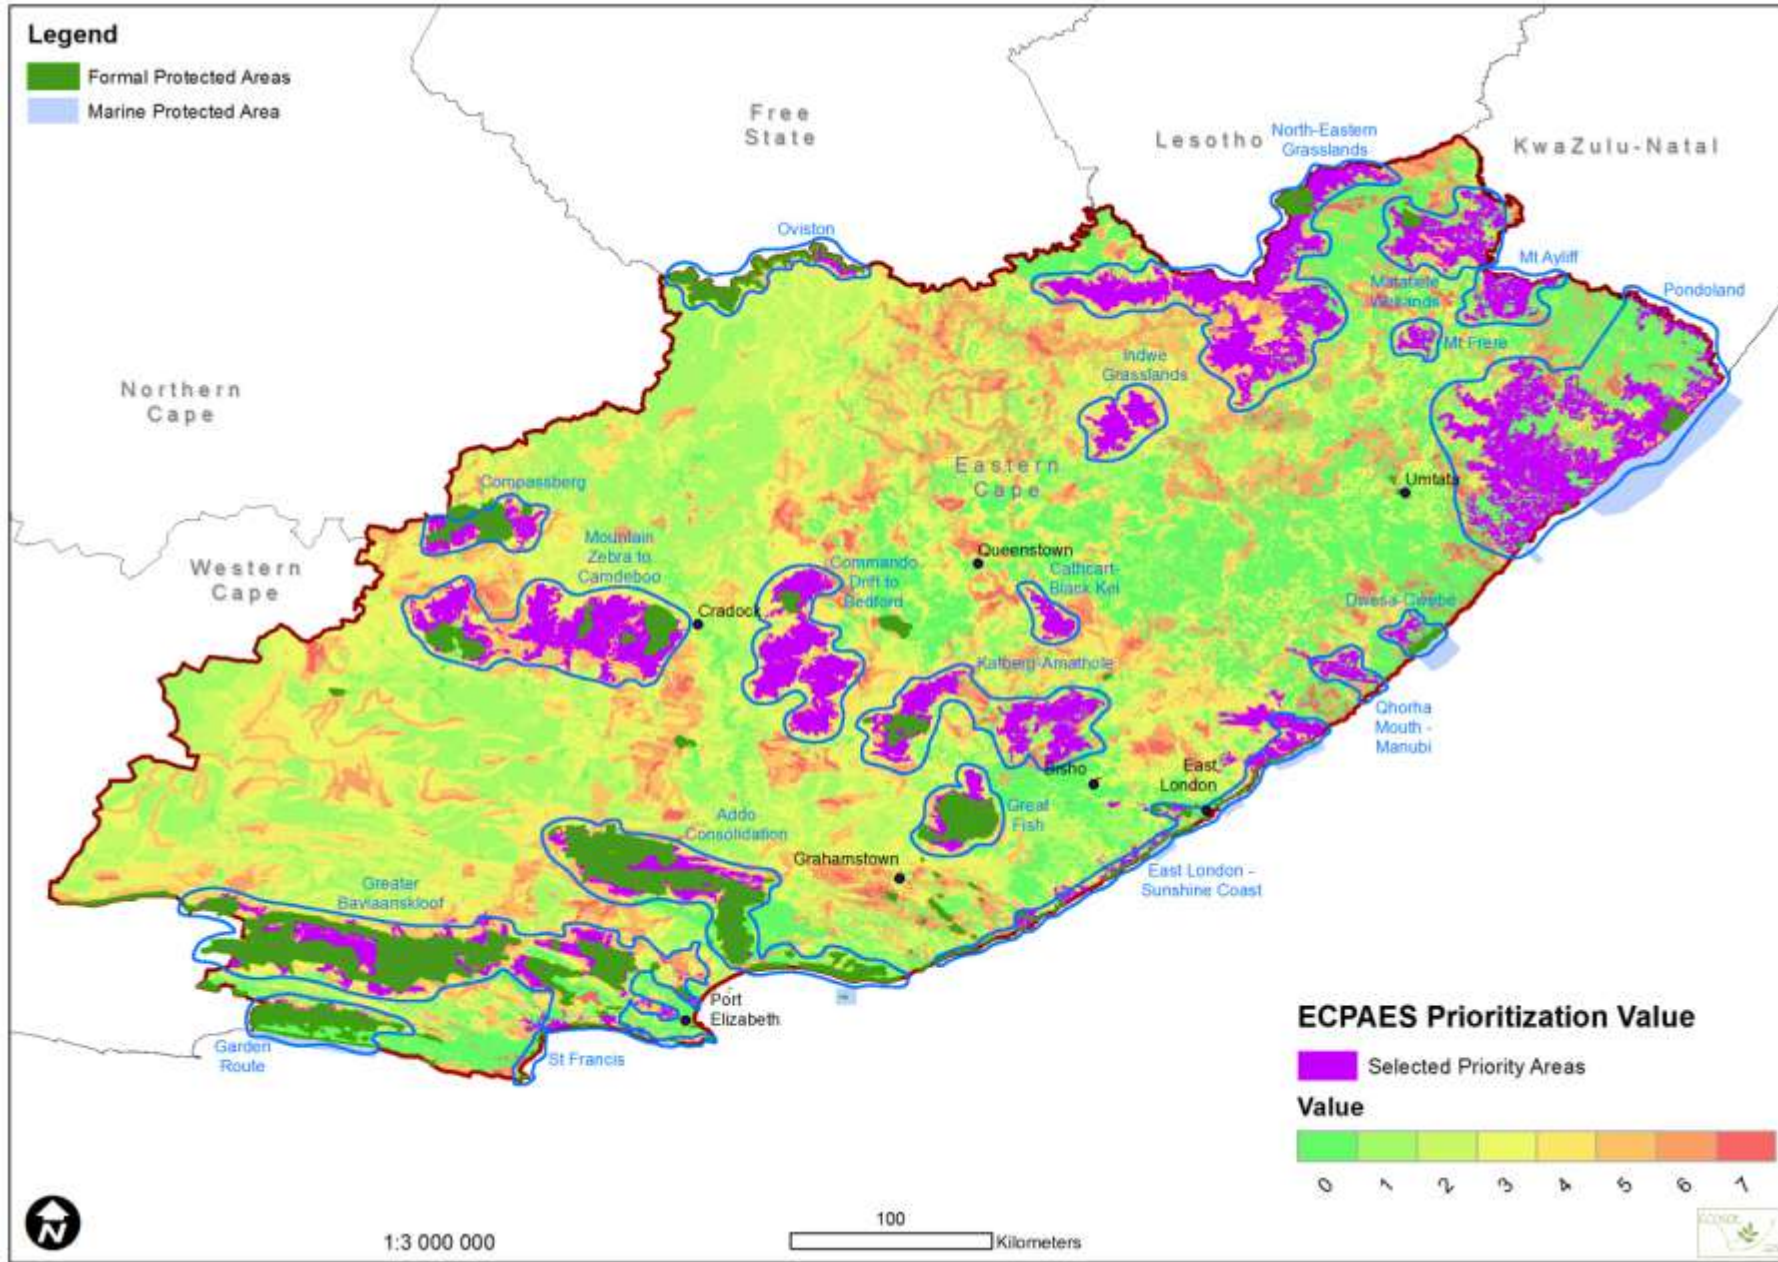 Legend
Formal Protected Areas
Marine Protected Area
Free
State
Lesotho
North-Eastern
Grasslands
KwaZulu-Natal
Oviston
Mt Ayliff
Matatiele
Wetlands
Pondoland
Mt Frere
Indwe
Grasslands
Northern
Cape
Eastern
Cape
Umtata
Compassberg
Mountain
Zebra to
Camdeboo
Western
Cape
Commando
Drift to
Bedford
Queenstown
Cathcart-
Black Kei
Cradock
Dwesa-Cwebe
Katberg-Amathole
Qhorha
Mouth -
Manubi
Bisho
East
London
Great
Fish
Addo
Consolidation
Grahamstown
East London -
Sunshine Coast
Greater
Baviaanskloof
Port
Elizabeth
Garden
Route
St Francis
ECPAES Prioritization Value
Selected Priority Areas
Value
0 1 2 3 4 5 6 7
N
1:3 000 000
100
Kilometers